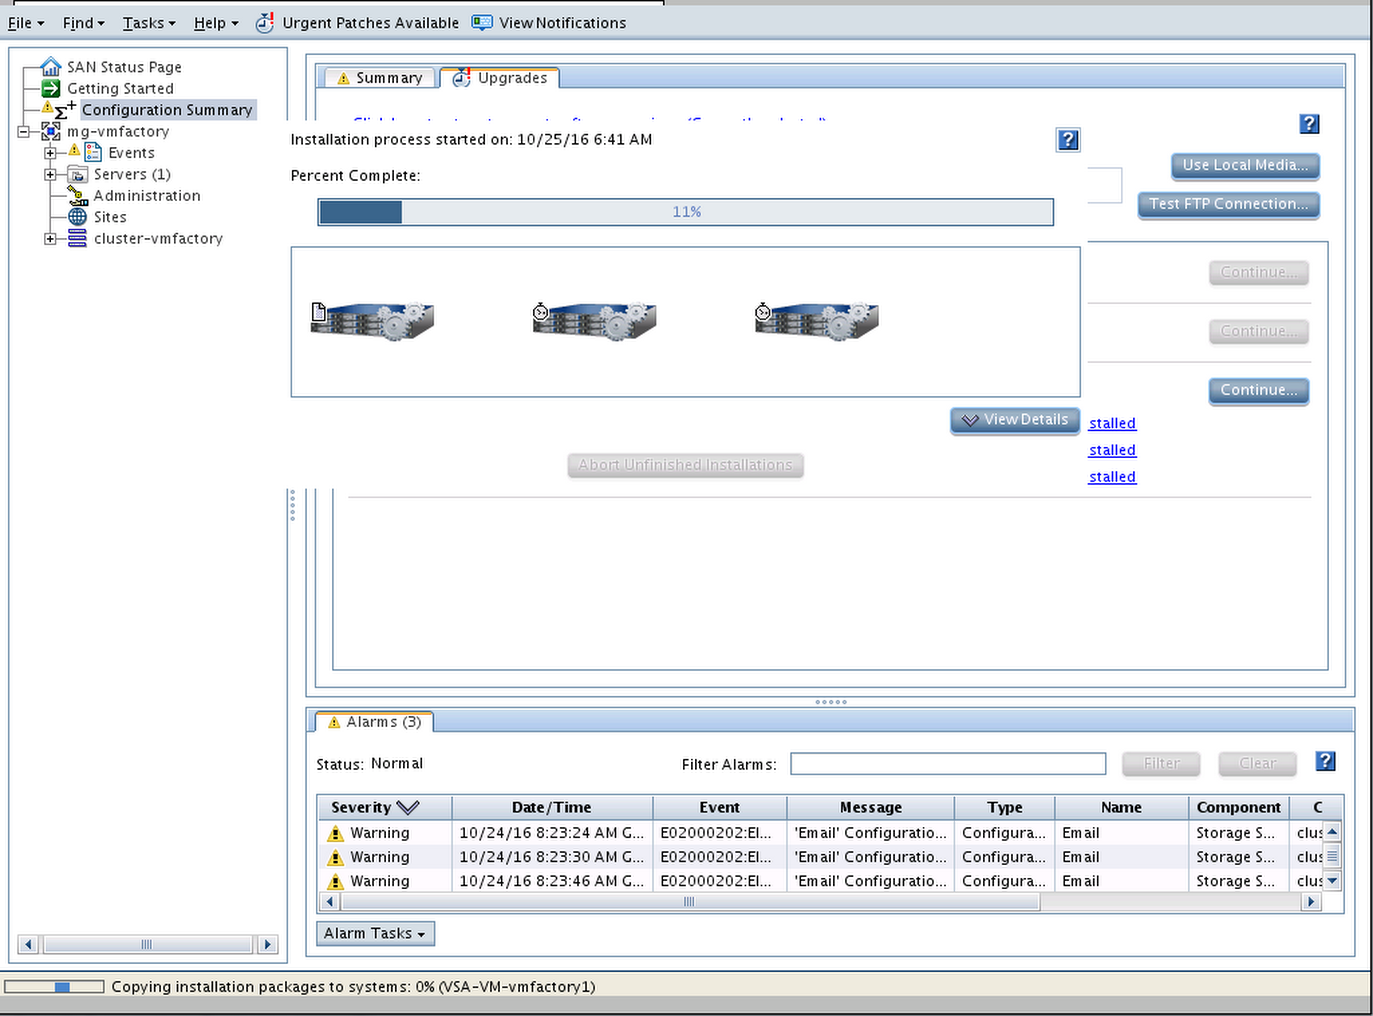 File Find Tasks Help Urgent Patches Available View Notifications
SAN Status Page
Getting Started
Configuration Summary
mg-vmfactory
Events
Servers (1)
Administration
Sites
cluster-vmfactory
Summary Upgrades
Installation process started on: 10/25/16 6:41 AM
Percent Complete:
11%
Use Local Media...
Test FTP Connection...
Continue...
Continue...
Continue...
View Details
stalled
stalled
stalled
Abort Unfinished Installations
Alarms (3)
Status: Normal Filter Alarms: Filter Clear
Severity Date/Time Event Message Type Name Component C
Warning 10/24/16 8:23:24 AM G... E02000202:EI... 'Email' Configuratio... Configura... Email Storage S... clus
Warning 10/24/16 8:23:30 AM G... E02000202:EI... 'Email' Configuratio... Configura... Email Storage S... clus
Warning 10/24/16 8:23:46 AM G... E02000202:EI... 'Email' Configuratio... Configura... Email Storage S... clus
Alarm Tasks
Copying installation packages to systems: 0% (VSA-VM-vmfactory1)